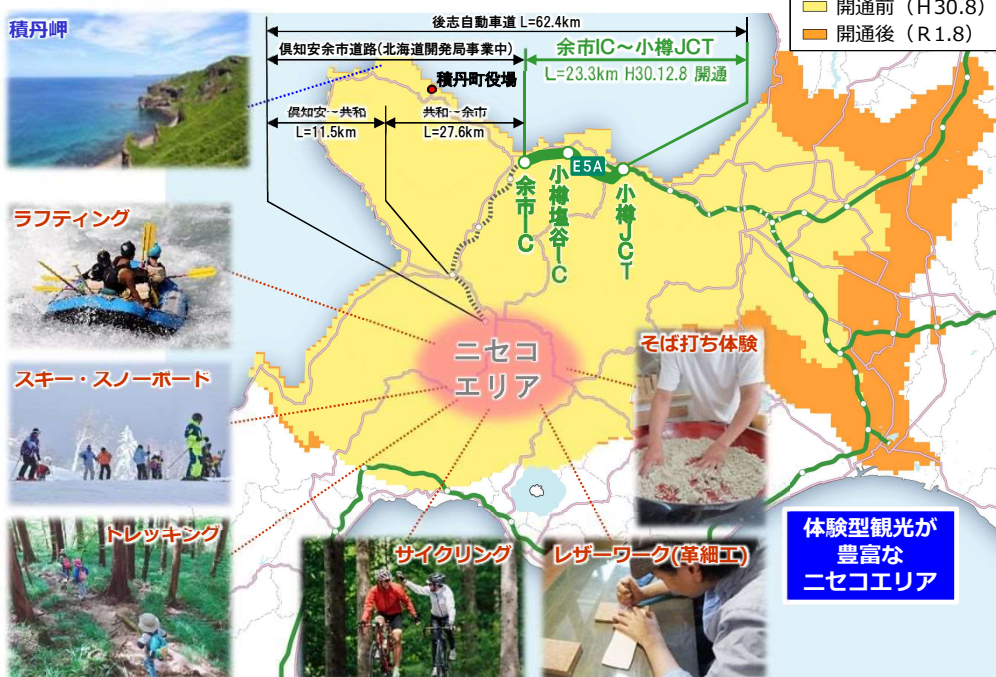 積丹岬
後志自動車道 L=62.4km
開通前（H30.8）
開通後（R1.8）
倶知安余市道路(北海道開発局事業中)
余市IC～小樽JCT
L=23.3km H30.12.8 開通
積丹町役場
倶知安～共和
L=11.5km
共和～余市
L=27.6km
E5A
余市IC
小樽塩谷IC
小樽JCT
ラフティング
ニセコ
エリア
そば打ち体験
スキー・スノーボード
トレッキング
サイクリング
レザーワーク(革細工)
体験型観光が
豊富な
ニセコエリア